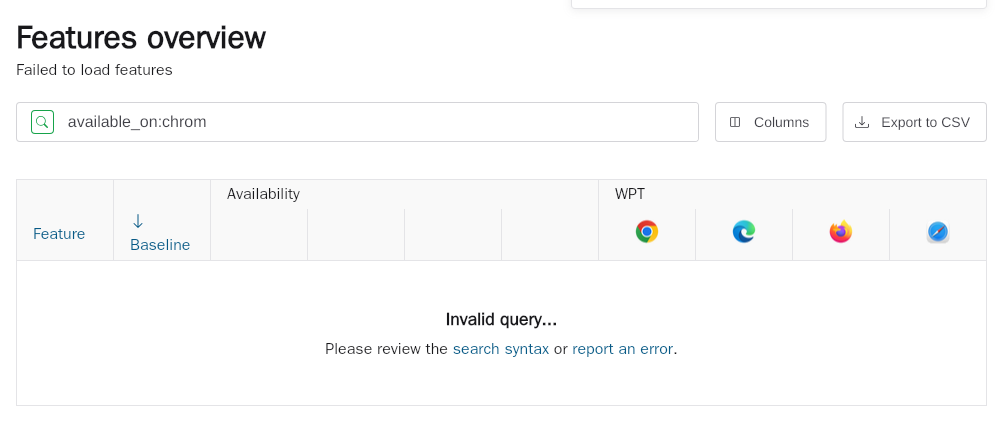 Features overview
Failed to load features
available_on:chrom
Columns
Export to CSV
Availability
WPT
Feature
Baseline
Invalid query...
Please review the search syntax or report an error.